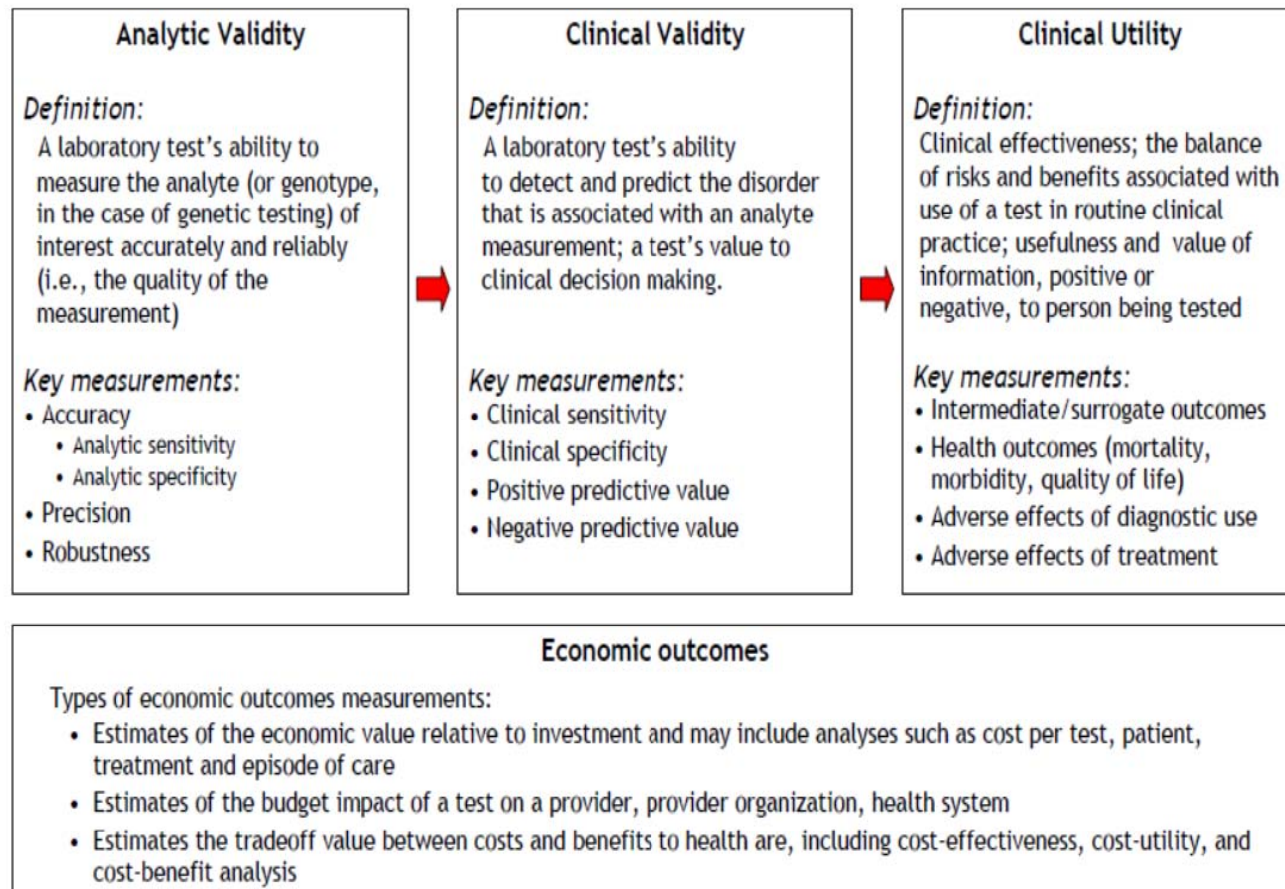 Analytic Validity
Definition:
A laboratory test's ability to
measure the analyte (or genotype,
in the case of genetic testing) of
interest accurately and reliably
(i.e., the quality of the
measurement)
Key measurements:
• Accuracy
• Analytic sensitivity
• Analytic specificity
• Precision
• Robustness
Clinical Validity
Definition:
A laboratory test's ability
to detect and predict the disorder
that is associated with an analyte
measurement; a test's value to
clinical decision making.
Key measurements:
• Clinical sensitivity
• Clinical specificity
• Positive predictive value
• Negative predictive value
Clinical Utility
Definition:
Clinical effectiveness; the balance
of risks and benefits associated with
use of a test in routine clinical
practice; usefulness and value of
information, positive or
negative, to person being tested
Key measurements:
• Intermediate/surrogate outcomes
• Health outcomes (mortality,
morbidity, quality of life)
• Adverse effects of diagnostic use
• Adverse effects of treatment
Economic outcomes
Types of economic outcomes measurements:
• Estimates of the economic value relative to investment and may include analyses such as cost per test, patient,
treatment and episode of care
• Estimates of the budget impact of a test on a provider, provider organization, health system
• Estimates the tradeoff value between costs and benefits to health are, including cost-effectiveness, cost-utility, and
cost-benefit analysis